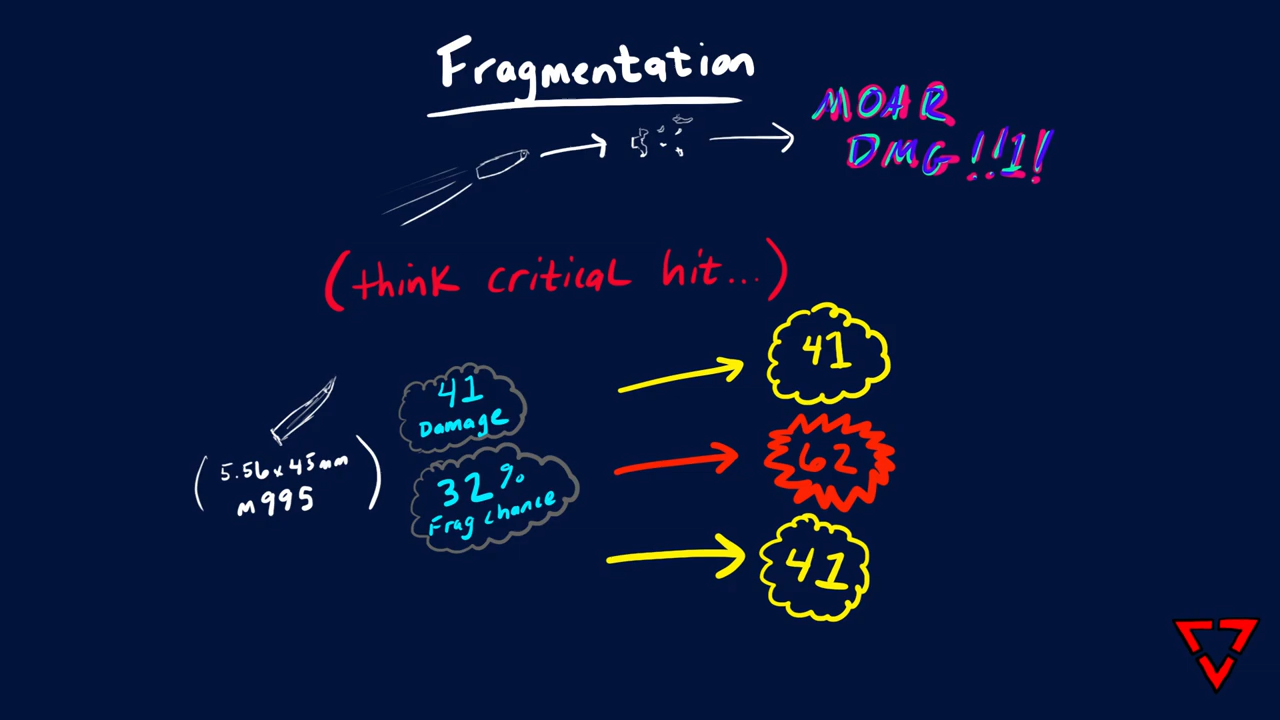 Fragmentation
MOAR
DMG!!1!
(think critical hit...)
41
41
Damage
(5.56x45mm
m995)
62
32%
Frag chance
41